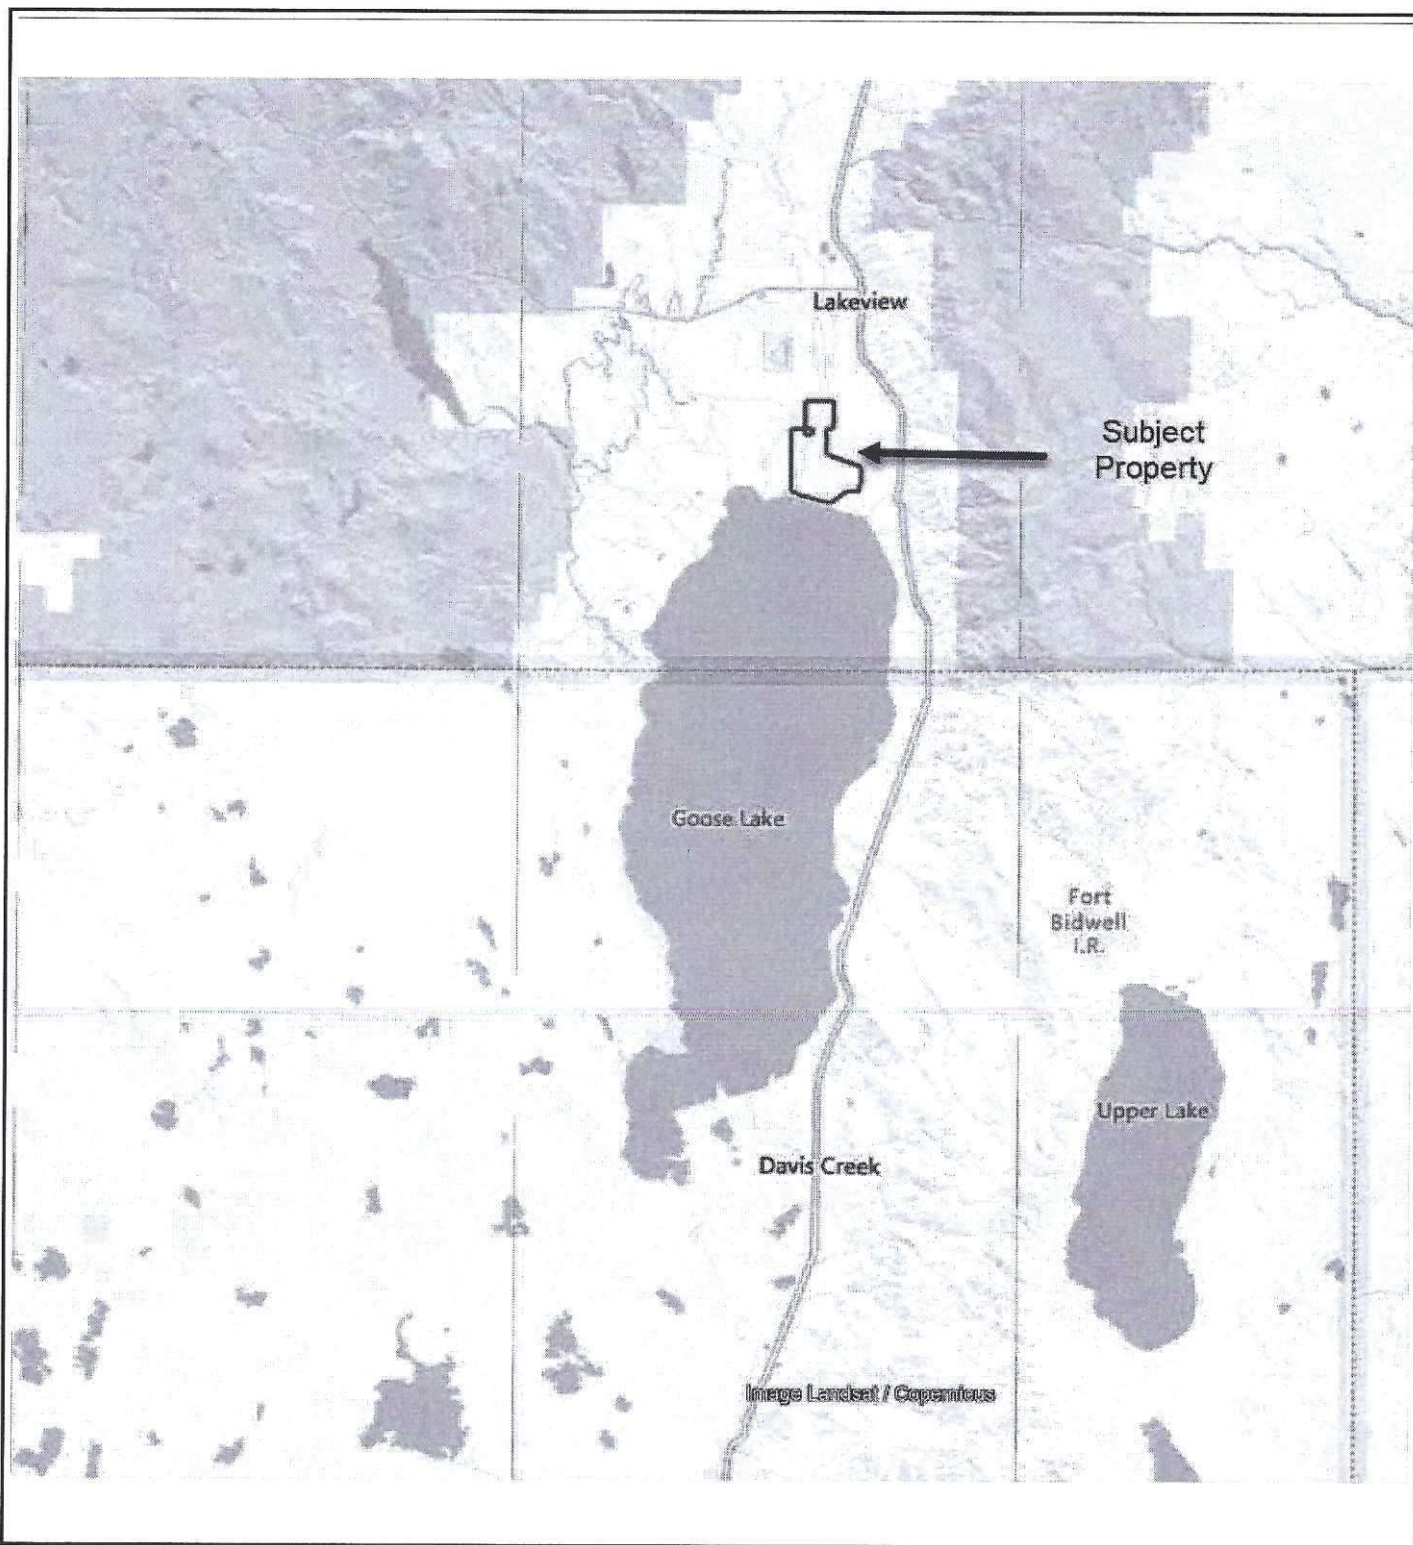 Lakeview
Subject
Property
Goose Lake
Fort
Bidwell
I.R.
Upper Lake
Davis Creek
Image Landsat / Copernicus